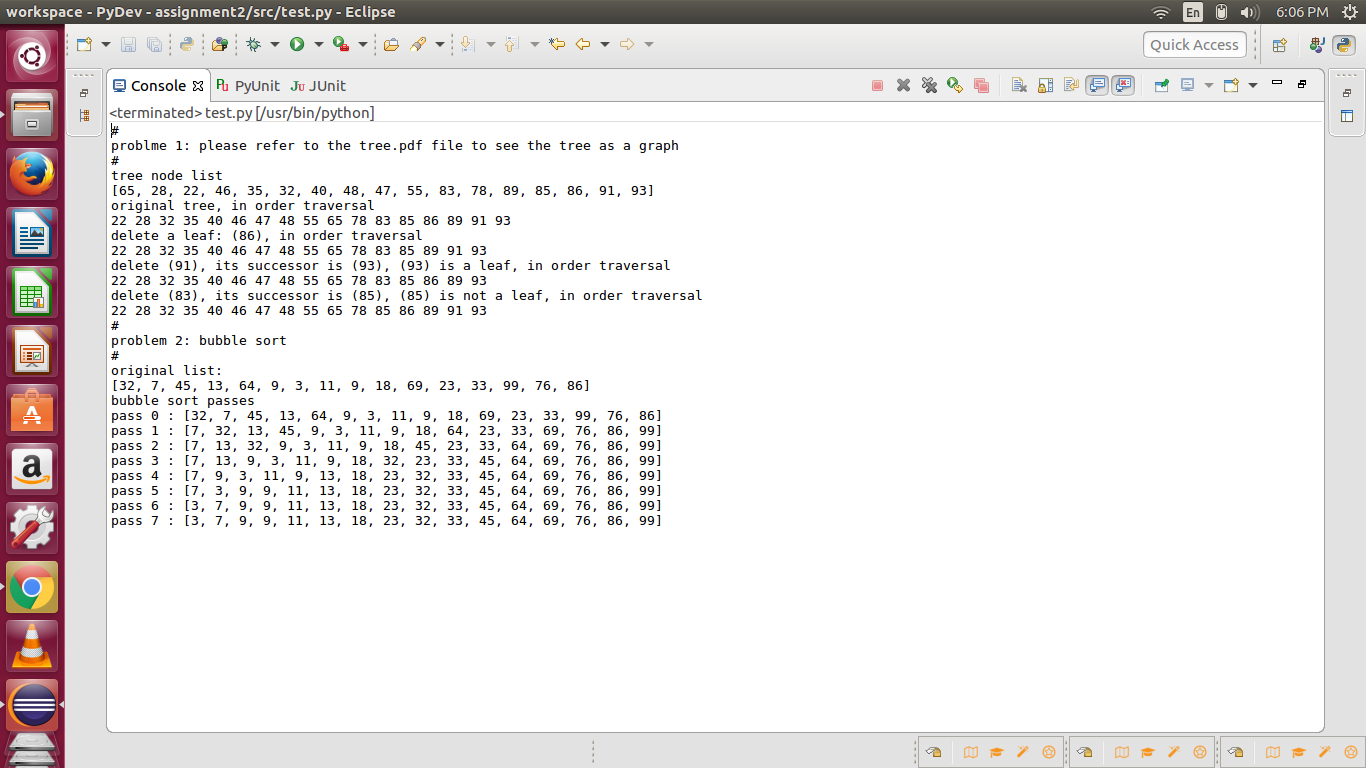 workspace - PyDev - assignment2/src/test.py - Eclipse
En
6:06 PM
Quick Access
Console
PyUnit
JUnit
<terminated> test.py [/usr/bin/python]
#
problme 1: please refer to the tree.pdf file to see the tree as a graph
#
tree node list
[65, 28, 22, 46, 35, 32, 40, 48, 47, 55, 83, 78, 89, 85, 86, 91, 93]
original tree, in order traversal
22 28 32 35 40 46 47 48 55 65 78 83 85 86 89 91 93
delete a leaf: (86), in order traversal
22 28 32 35 40 46 47 48 55 65 78 83 85 89 91 93
delete (91), its successor is (93), (93) is a leaf, in order traversal
22 28 32 35 40 46 47 48 55 65 78 83 85 86 89 93
delete (83), its successor is (85), (85) is not a leaf, in order traversal
22 28 32 35 40 46 47 48 55 65 78 85 86 89 91 93
#
problem 2: bubble sort
#
original list:
[32, 7, 45, 13, 64, 9, 3, 11, 9, 18, 69, 23, 33, 99, 76, 86]
bubble sort passes
pass 0 : [32, 7, 45, 13, 64, 9, 3, 11, 9, 18, 69, 23, 33, 99, 76, 86]
pass 1 : [7, 32, 13, 45, 9, 3, 11, 9, 18, 64, 23, 33, 69, 76, 86, 99]
pass 2 : [7, 13, 32, 9, 3, 11, 9, 18, 45, 23, 33, 64, 69, 76, 86, 99]
pass 3 : [7, 13, 9, 3, 11, 9, 18, 32, 23, 33, 45, 64, 69, 76, 86, 99]
pass 4 : [7, 9, 3, 11, 9, 13, 18, 23, 32, 33, 45, 64, 69, 76, 86, 99]
pass 5 : [7, 3, 9, 9, 11, 13, 18, 23, 32, 33, 45, 64, 69, 76, 86, 99]
pass 6 : [3, 7, 9, 9, 11, 13, 18, 23, 32, 33, 45, 64, 69, 76, 86, 99]
pass 7 : [3, 7, 9, 9, 11, 13, 18, 23, 32, 33, 45, 64, 69, 76, 86, 99]